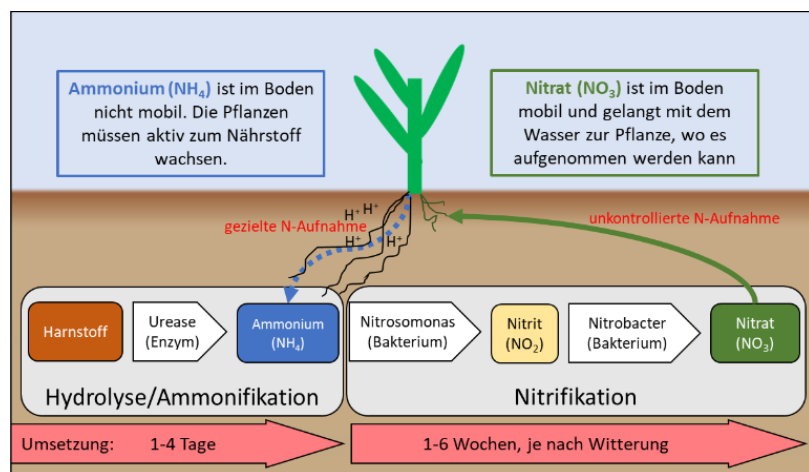 Ammonium (NH₄) ist im Boden
nicht mobil. Die Pflanzen
müssen aktiv zum Nährstoff
wachsen.
Nitrat (NO₃) ist im Boden
mobil und gelangt mit dem
Wasser zur Pflanze, wo es
aufgenommen werden kann
H⁺ H⁺
gezielte N-Aufnahme
H⁺ H⁺
unkontrollierte N-Aufnahme
Harnstoff
Urease
(Enzym)
Ammonium
(NH₄)
Nitrosomonas
(Bakterium)
Nitrit
(NO₂)
Nitrobacter
(Bakterium)
Nitrat
(NO₃)
Hydrolyse/Ammonifikation
Nitrifikation
Umsetzung: 1-4 Tage
1-6 Wochen, je nach Witterung